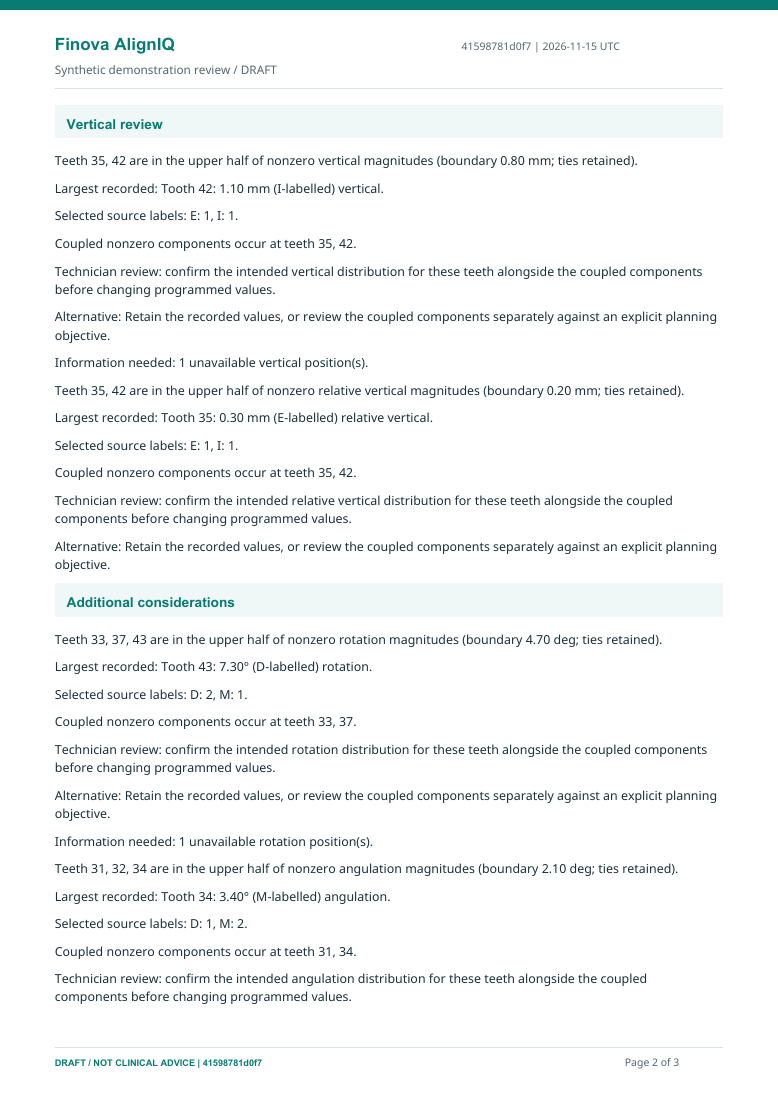 Finova AlignIQ
41598781d0f7 | 2026-11-15 UTC
Synthetic demonstration review / DRAFT
Vertical review
Teeth 35, 42 are in the upper half of nonzero vertical magnitudes (boundary 0.80 mm; ties retained).
Largest recorded: Tooth 42: 1.10 mm (I-labelled) vertical.
Selected source labels: E: 1, I: 1.
Coupled nonzero components occur at teeth 35, 42.
Technician review: confirm the intended vertical distribution for these teeth alongside the coupled components
before changing programmed values.
Alternative: Retain the recorded values, or review the coupled components separately against an explicit planning
objective.
Information needed: 1 unavailable vertical position(s).
Teeth 35, 42 are in the upper half of nonzero relative vertical magnitudes (boundary 0.20 mm; ties retained).
Largest recorded: Tooth 35: 0.30 mm (E-labelled) relative vertical.
Selected source labels: E: 1, I: 1.
Coupled nonzero components occur at teeth 35, 42.
Technician review: confirm the intended relative vertical distribution for these teeth alongside the coupled
components before changing programmed values.
Alternative: Retain the recorded values, or review the coupled components separately against an explicit planning
objective.
Additional considerations
Teeth 33, 37, 43 are in the upper half of nonzero rotation magnitudes (boundary 4.70 deg; ties retained).
Largest recorded: Tooth 43: 7.30° (D-labelled) rotation.
Selected source labels: D: 2, M: 1.
Coupled nonzero components occur at teeth 33, 37.
Technician review: confirm the intended rotation distribution for these teeth alongside the coupled components
before changing programmed values.
Alternative: Retain the recorded values, or review the coupled components separately against an explicit planning
objective.
Information needed: 1 unavailable rotation position(s).
Teeth 31, 32, 34 are in the upper half of nonzero angulation magnitudes (boundary 2.10 deg; ties retained).
Largest recorded: Tooth 34: 3.40° (M-labelled) angulation.
Selected source labels: D: 1, M: 2.
Coupled nonzero components occur at teeth 31, 34.
Technician review: confirm the intended angulation distribution for these teeth alongside the coupled
components before changing programmed values.
DRAFT / NOT CLINICAL ADVICE | 41598781d0f7
Page 2 of 3